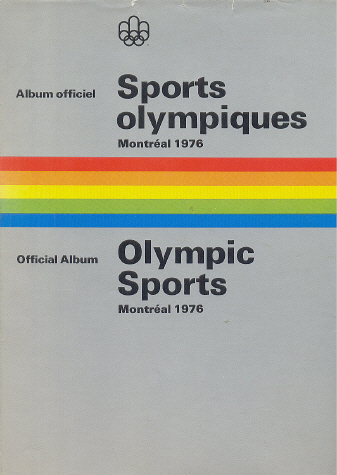 Album officiel
Sports
olympiques
Montréal 1976
Official Album
Olympic
Sports
Montréal 1976